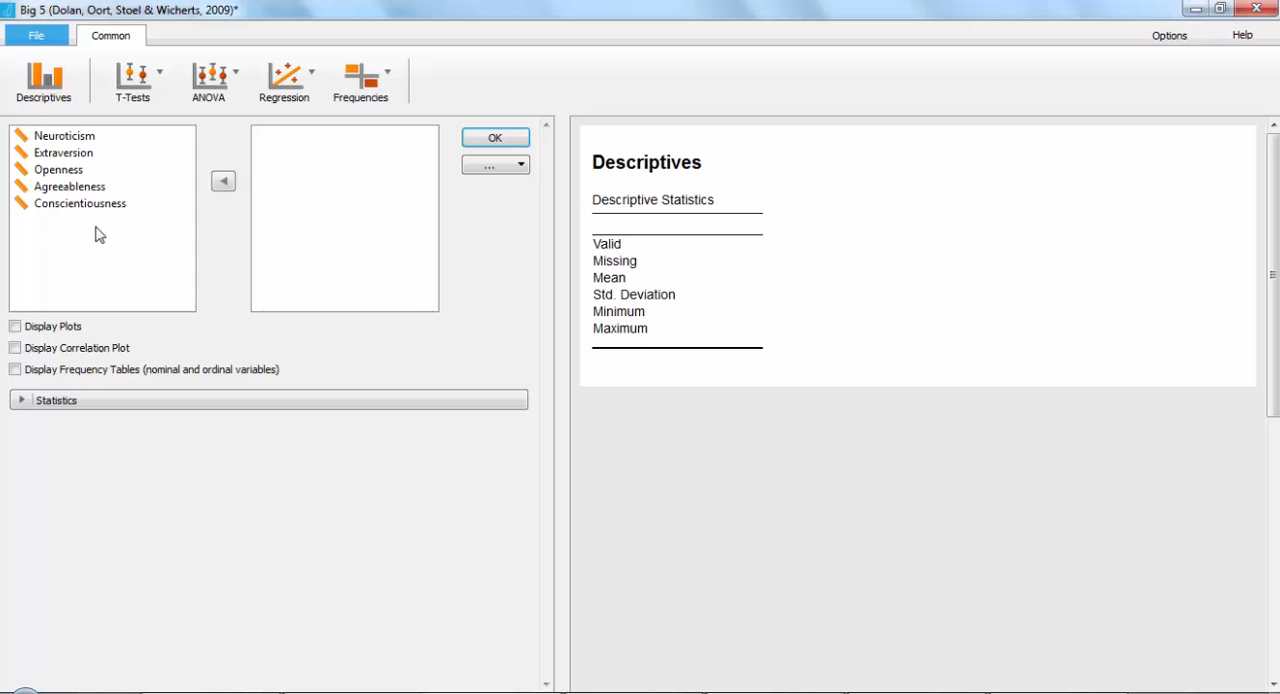 Big 5 (Dolan, Oort, Stoel & Wicherts, 2009)*
File Common Options Help
Descriptives T-Tests ANOVA Regression Frequencies
Neuroticism
Extraversion
Openness
Agreeableness
Conscientiousness
OK
...
Display Plots
Display Correlation Plot
Display Frequency Tables (nominal and ordinal variables)
Statistics
Descriptives
Descriptive Statistics
Valid
Missing
Mean
Std. Deviation
Minimum
Maximum